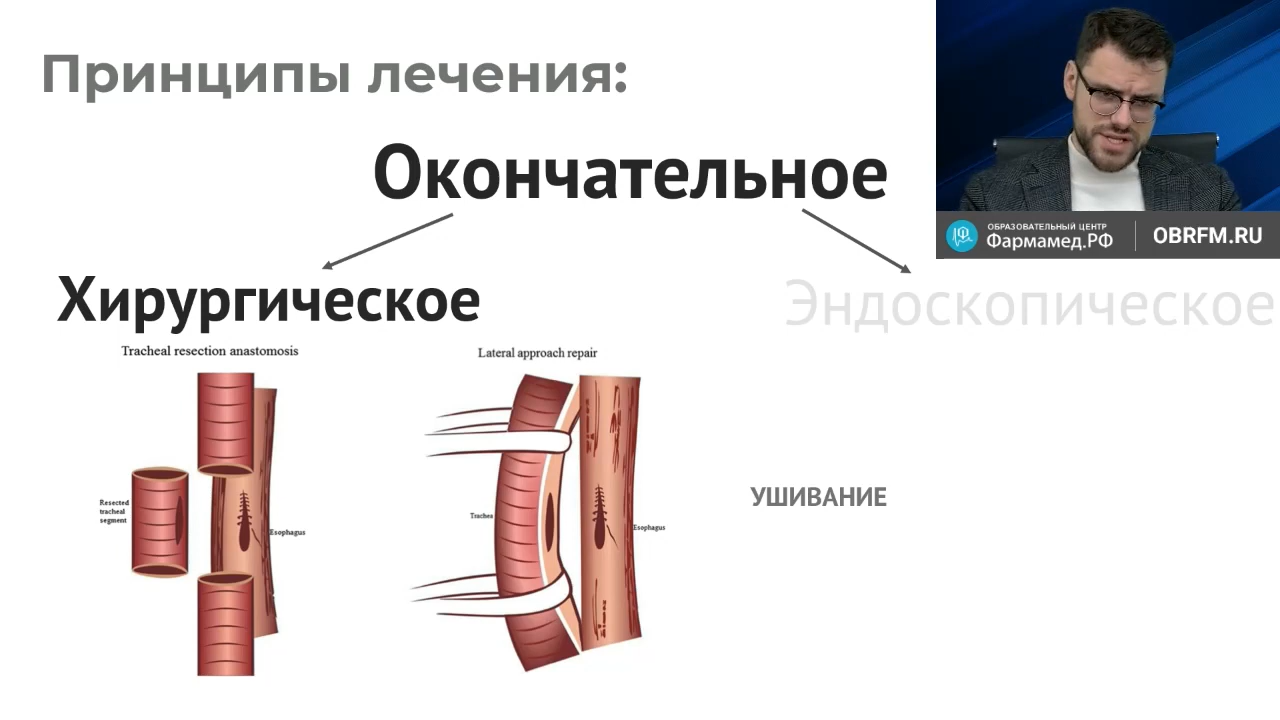 Принципы лечения:
Окончательное
Хирургическое
Эндоскопическое
ОБРАЗОВАТЕЛЬНЫЙ ЦЕНТР
Фармамед.РФ
OBRFM.RU
Tracheal resection anastomosis
Resected
tracheal
segment
Esophagus
Lateral approach repair
Trachea
Esophagus
УШИВАНИЕ